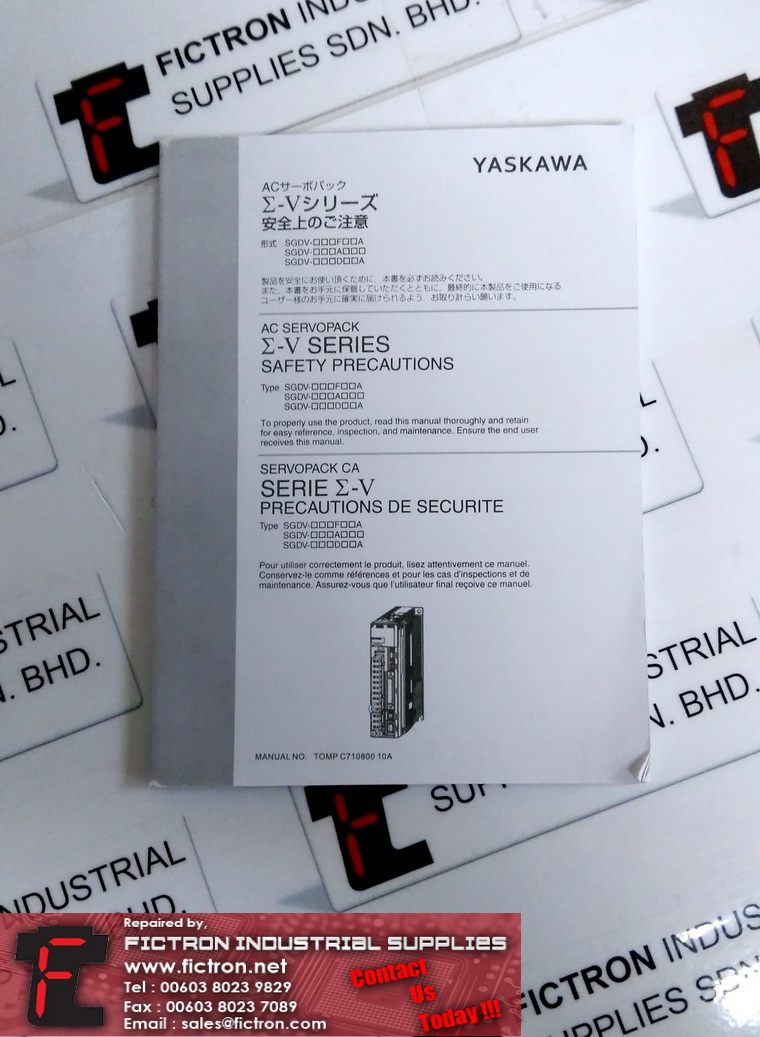 FICTRON INDUS
SUPPLIES SDN. BHD.
YASKAWA
ACサーボパック
Σ-Vシリーズ
安全上のご注意
形式 SGDV-□□□F□□A
SGDV-□□□A□□□
SGDV-□□□D□□A
製品を安全にお使い頂くために、本書を必ずお読みください。
また、本書をお手元に保管していただくとともに、最終的に本製品をご使用になる
ユーザー様のお手元に確実に届けられるよう、お取り計らい願います。
AC SERVOPACK
Σ-V SERIES
SAFETY PRECAUTIONS
Type SGDV-□□□F□□A
SGDV-□□□A□□□
SGDV-□□□D□□A
To properly use the product, read this manual thoroughly and retain
for easy reference, inspection, and maintenance. Ensure the end user
receives this manual.
SERVOPACK CA
SERIE Σ-V
PRECAUTIONS DE SECURITE
Type SGDV-□□□F□□A
SGDV-□□□A□□□
SGDV-□□□D□□A
Pour utiliser correctement le produit, lisez attentivement ce manuel.
Conservez-le comme références et pour les cas d'inspections et de
maintenance. Assurez-vous que l'utilisateur final reçoive ce manuel.
MANUAL NO. TOMP C710800 10A
D.
D.
STRIAL
N. BHD.
STRIAL
N. BHD.
SUP
NDUSTRIAL
BHD.
FICTRON INDUS
UPPLIES SDN.
Repaired by,
FICTRON INDUSTRIAL SUPPLIES
www.fictron.net
Tel : 00603 8023 9829
Fax : 00603 8023 7089
Email : sales@fictron.com
Contact
Us
Today !!!